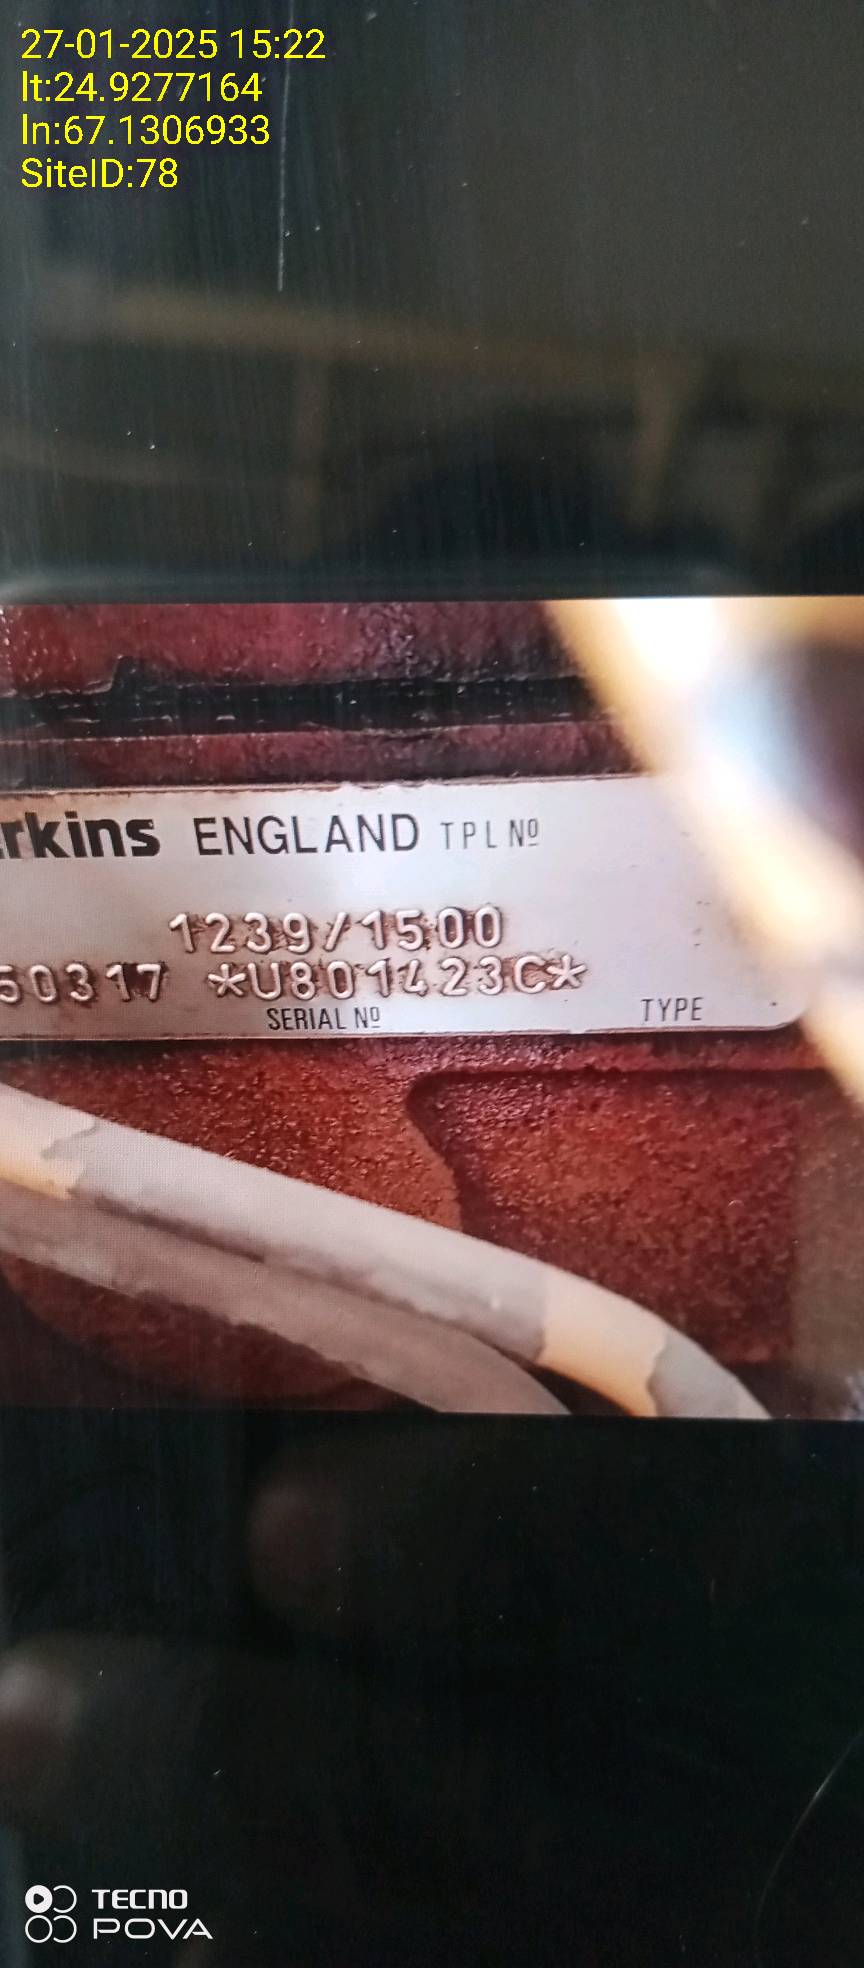 27-01-2025 15:22
lt:24.9277164
ln:67.1306933
SiteID:78
rkins ENGLAND TPL Nº
1239/1500
50317 *U801423C*
SERIAL Nº TYPE
TECNO
POVA